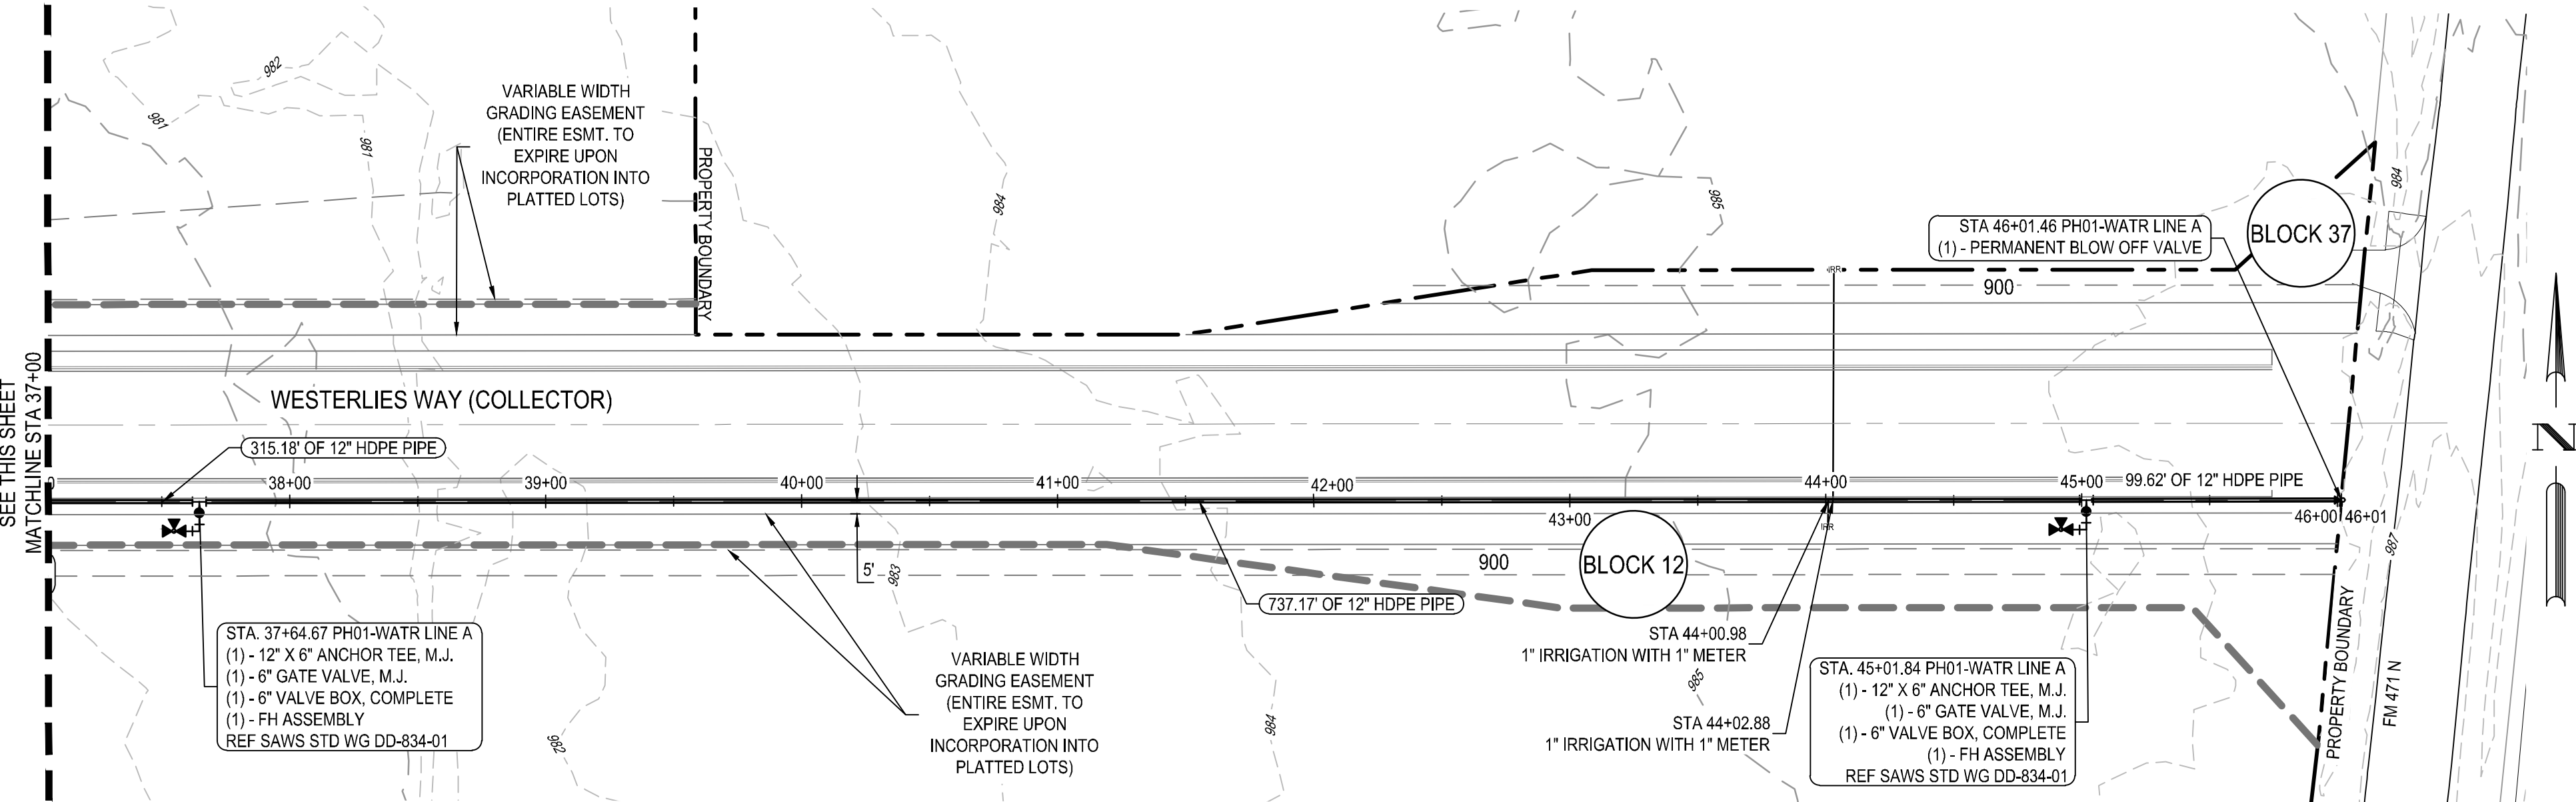 982
981
981
VARIABLE WIDTH
GRADING EASEMENT
(ENTIRE ESMT. TO
EXPIRE UPON
INCORPORATION INTO
PLATTED LOTS)
PROPERTY BOUNDARY
984
985
STA 46+01.46 PH01-WATR LINE A
(1) - PERMANENT BLOW OFF VALVE
BLOCK 37
984
IRR
900
SEE THIS SHEET
MATCHLINE STA 37+00
WESTERLIES WAY (COLLECTOR)
315.18' OF 12" HDPE PIPE
38+00
39+00
40+00
41+00
42+00
43+00
44+00
45+00
99.62' OF 12" HDPE PIPE
46+00
46+01
IRR
N
5'
983
900
BLOCK 12
737.17' OF 12" HDPE PIPE
987
STA. 37+64.67 PH01-WATR LINE A
(1) - 12" X 6" ANCHOR TEE, M.J.
(1) - 6" GATE VALVE, M.J.
(1) - 6" VALVE BOX, COMPLETE
(1) - FH ASSEMBLY
REF SAWS STD WG DD-834-01
982
VARIABLE WIDTH
GRADING EASEMENT
(ENTIRE ESMT. TO
EXPIRE UPON
INCORPORATION INTO
PLATTED LOTS)
984
STA 44+00.98
1" IRRIGATION WITH 1" METER
985
STA 44+02.88
1" IRRIGATION WITH 1" METER
STA. 45+01.84 PH01-WATR LINE A
(1) - 12" X 6" ANCHOR TEE, M.J.
(1) - 6" GATE VALVE, M.J.
(1) - 6" VALVE BOX, COMPLETE
(1) - FH ASSEMBLY
REF SAWS STD WG DD-834-01
PROPERTY BOUNDARY
FM 471 N